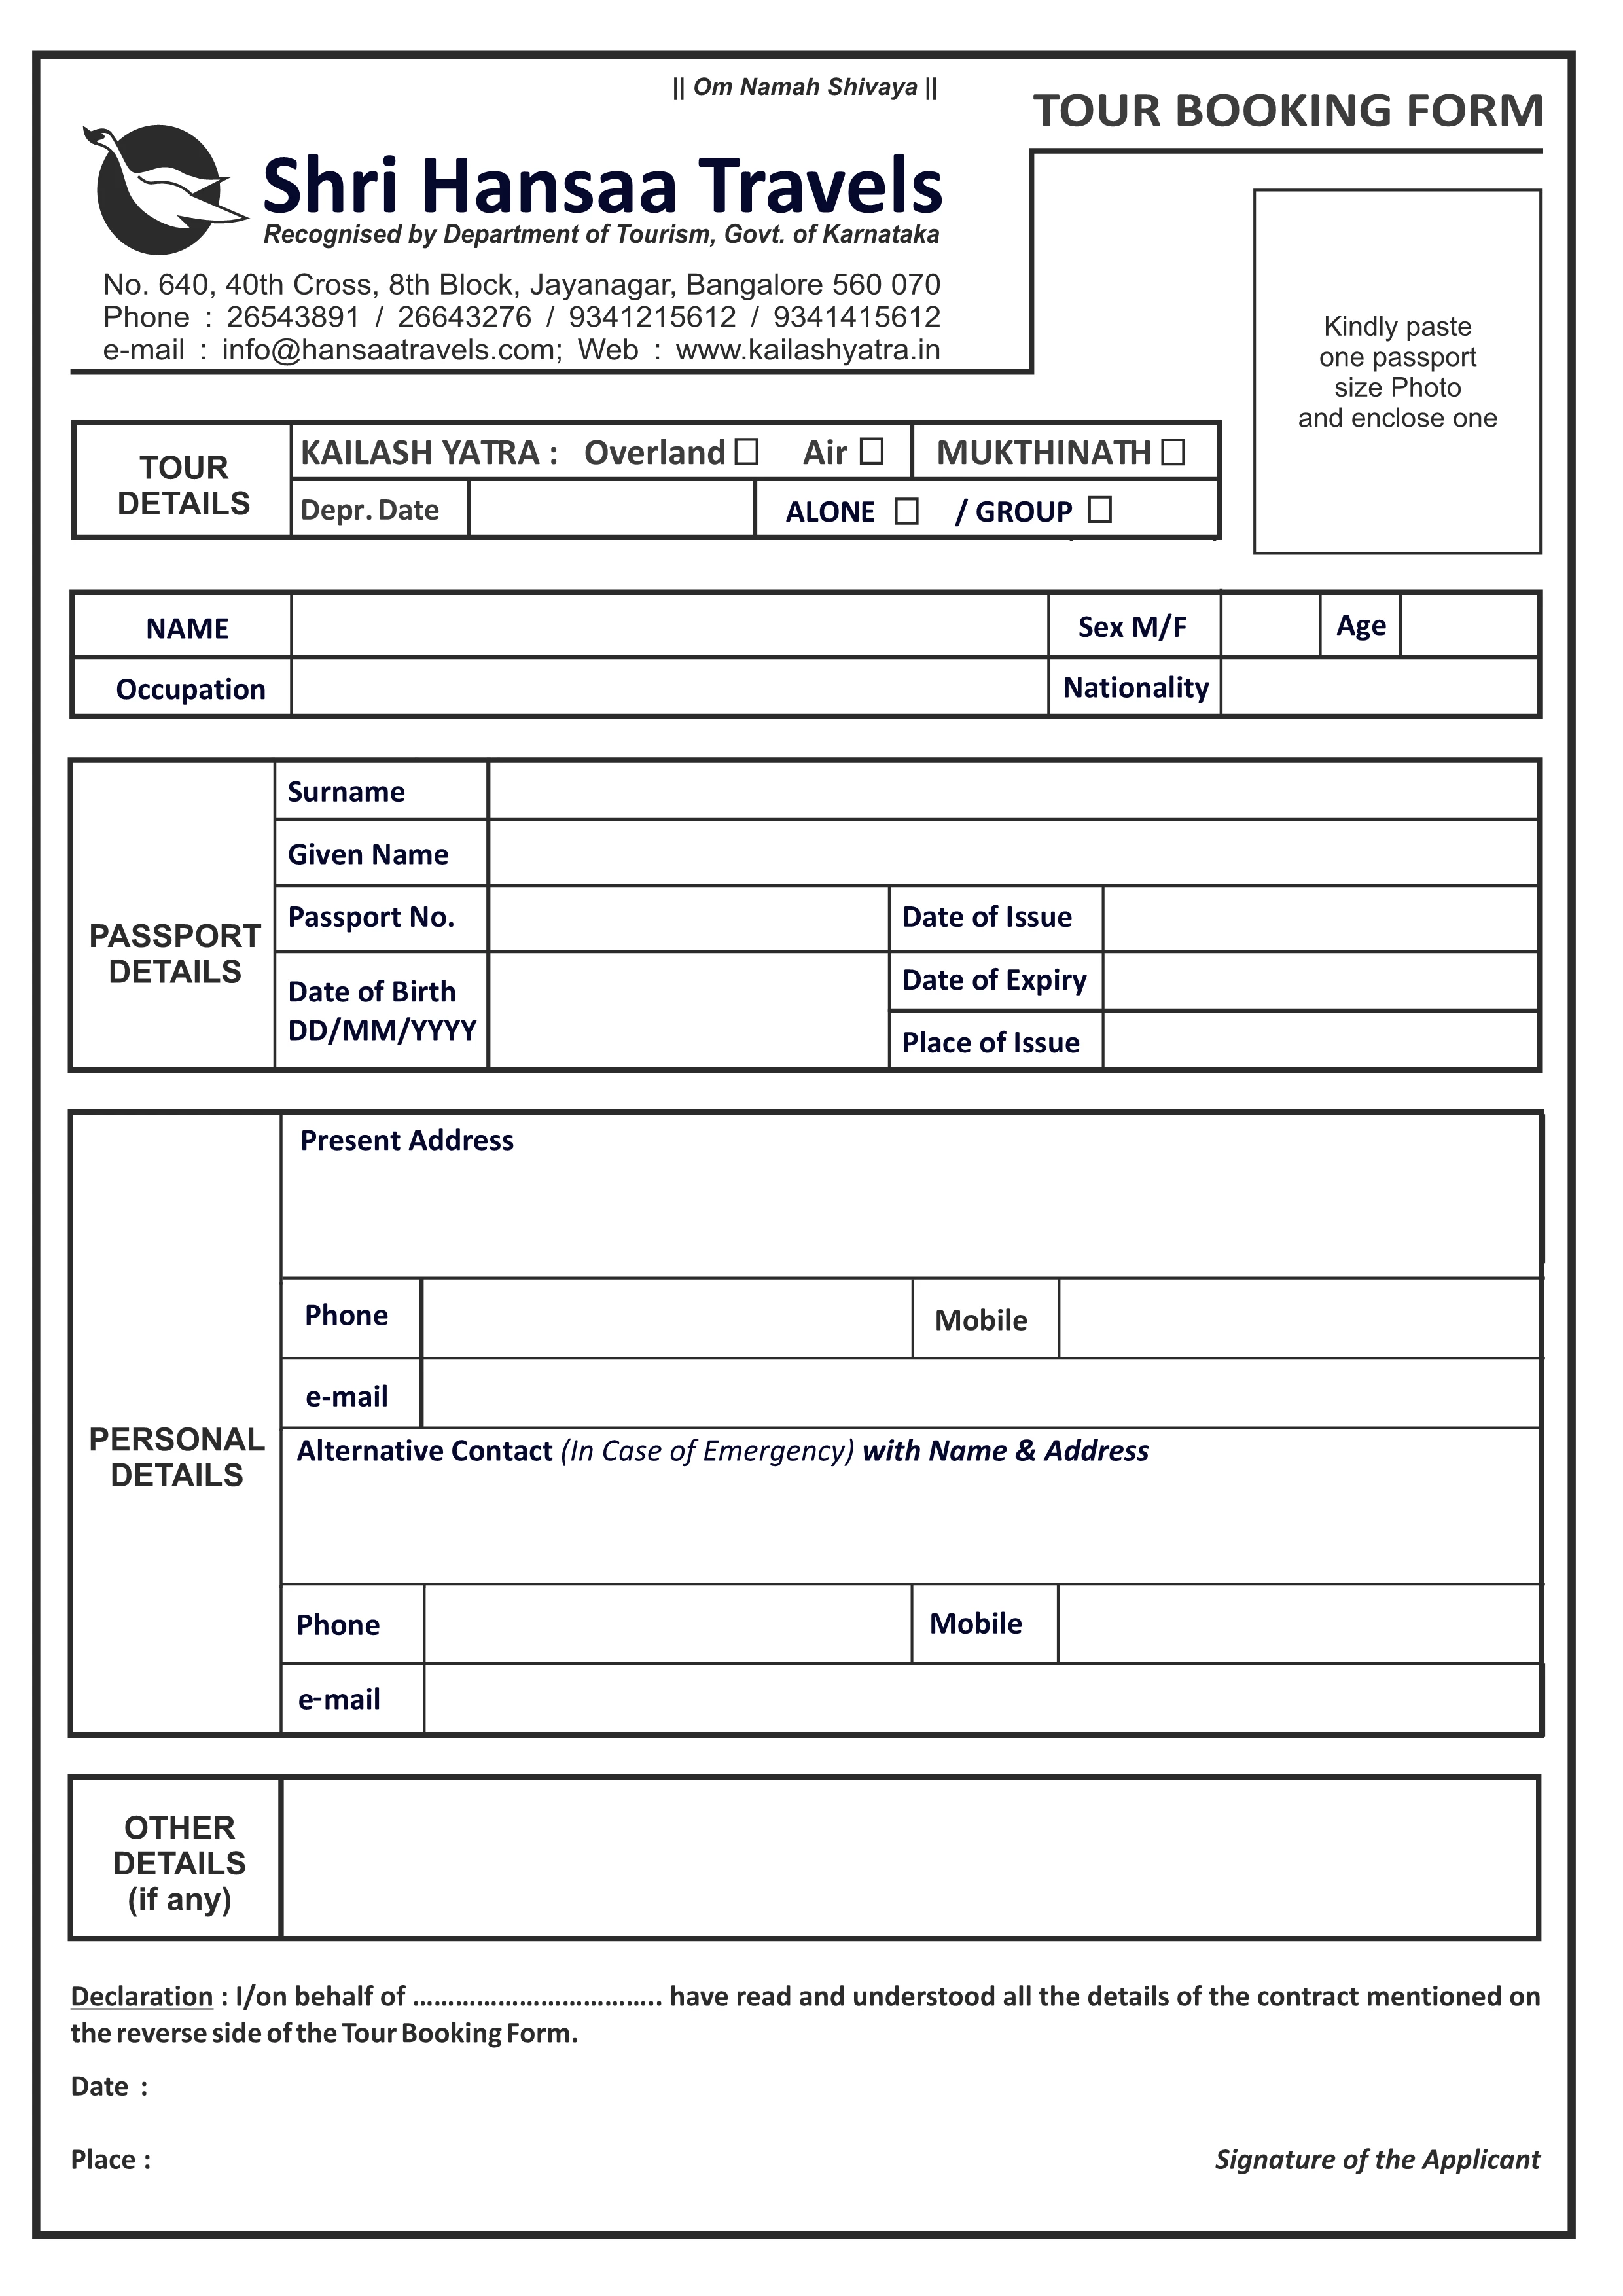 || Om Namah Shivaya ||
TOUR BOOKING FORM
Shri Hansaa Travels
Recognised by Department of Tourism, Govt. of Karnataka
No. 640, 40th Cross, 8th Block, Jayanagar, Bangalore 560 070
Phone : 26543891 / 26643276 / 9341215612 / 9341415612
e-mail : info@hansaatravels.com; Web : www.kailashyatra.in
Kindly paste
one passport
size Photo
and enclose one
TOUR
DETAILS
KAILASH YATRA : Overland □ Air □ MUKTHINATH □
Depr. Date ALONE □ / GROUP □
NAME Sex M/F Age
Occupation Nationality
PASSPORT
DETAILS
Surname
Given Name
Passport No. Date of Issue
Date of Birth
DD/MM/YYYY
Date of Expiry
Place of Issue
PERSONAL
DETAILS
Present Address
Phone Mobile
e-mail
Alternative Contact (In Case of Emergency) with Name & Address
Phone Mobile
e-mail
OTHER
DETAILS
(if any)
Declaration : I/on behalf of ................................. have read and understood all the details of the contract mentioned on
the reverse side of the Tour Booking Form.
Date :
Place : Signature of the Applicant